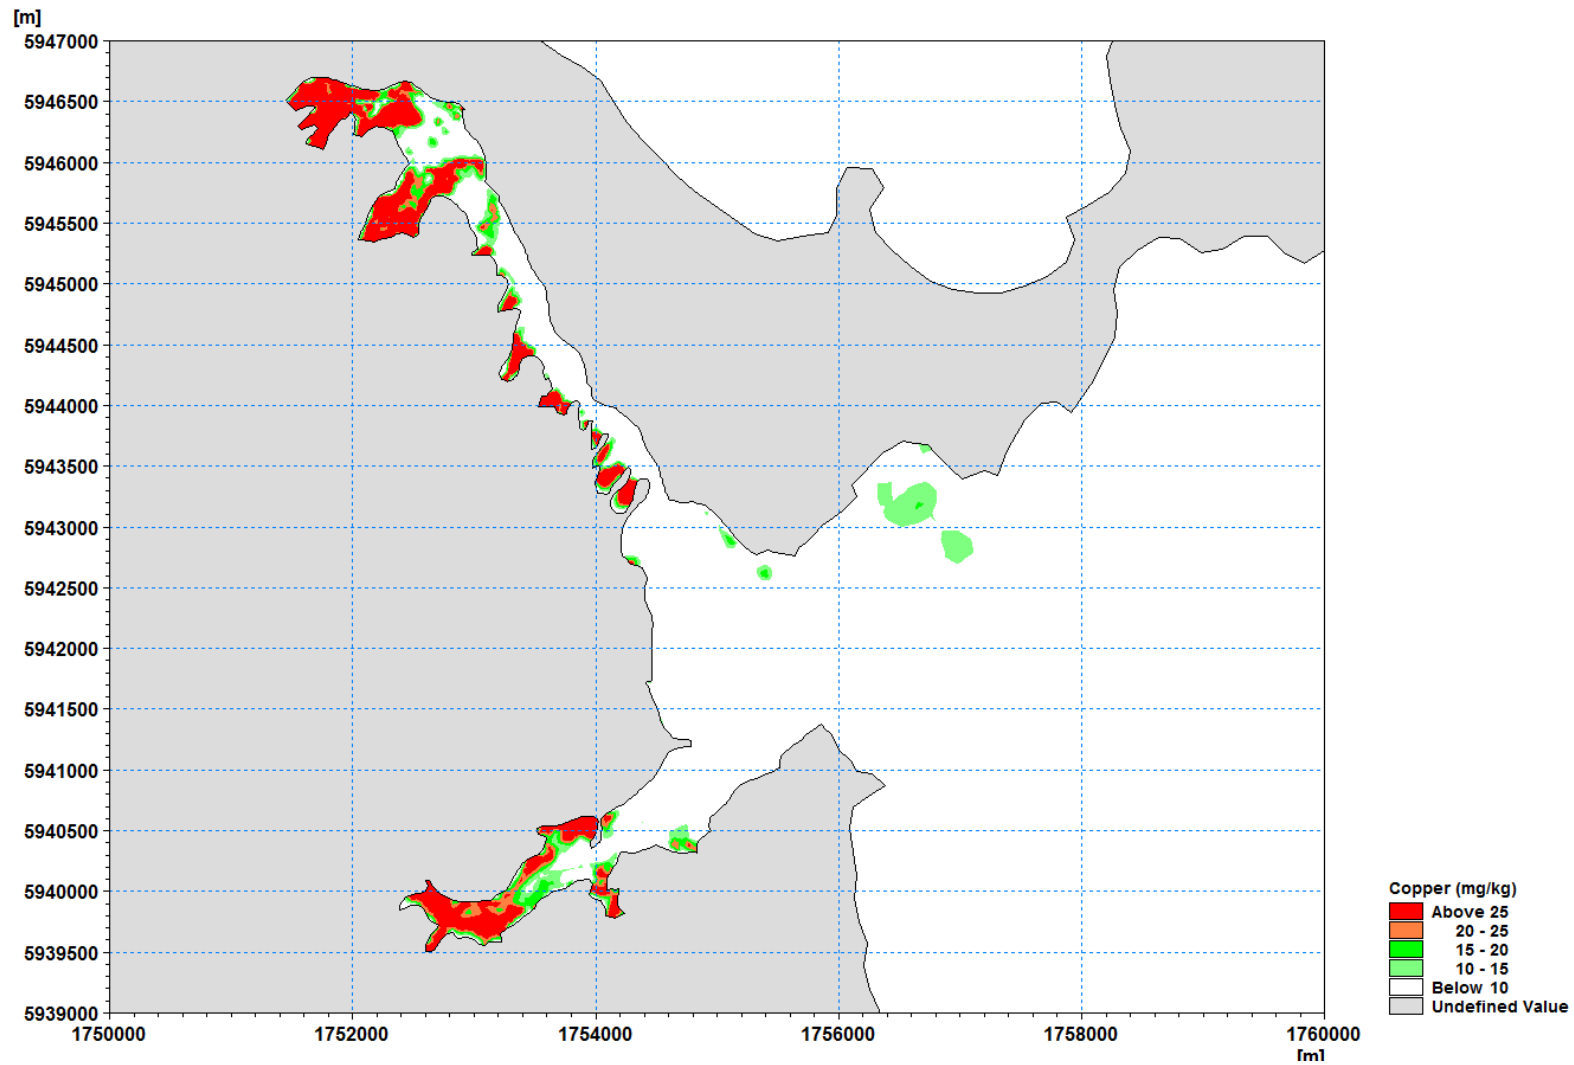 [m]
5947000
5946500
5946000
5945500
5945000
5944500
5944000
5943500
5943000
5942500
5942000
5941500
5941000
5940500
5940000
5939500
5939000
1750000 1752000 1754000 1756000 1758000 1760000
[m]
Copper (mg/kg)
Above 25
20 - 25
15 - 20
10 - 15
Below 10
Undefined Value